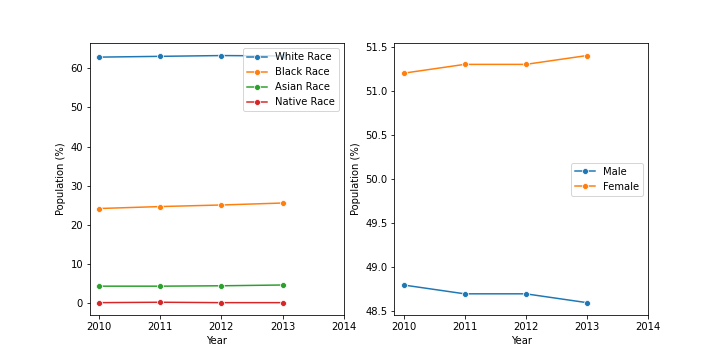 60
50
40
30
20
10
0
Population (%)
2010 2011 2012 2013 2014
Year
White Race
Black Race
Asian Race
Native Race
51.5
51.0
50.5
50.0
49.5
49.0
48.5
Population (%)
2010 2011 2012 2013 2014
Year
Male
Female